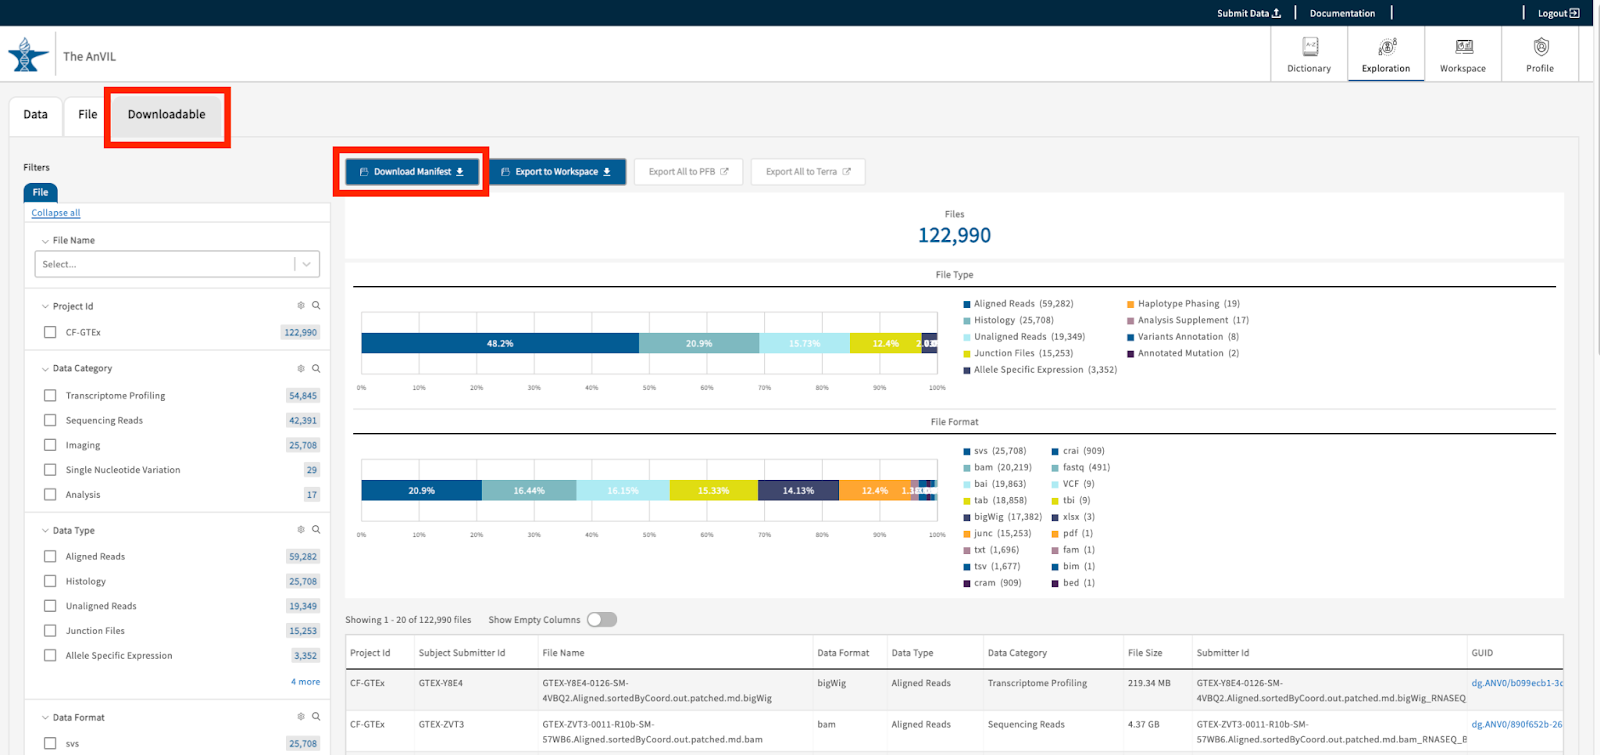 Submit Data
Documentation
Logout
The AnVIL
Dictionary
Exploration
Workspace
Profile
Data
File
Downloadable
Filters
File
Collapse all
File Name
Select...
Project Id
CF-GTEx 122,990
Data Category
Transcriptome Profiling 54,845
Sequencing Reads 42,391
Imaging 25,708
Single Nucleotide Variation 29
Analysis 17
Data Type
Aligned Reads 59,282
Histology 25,708
Unaligned Reads 19,349
Junction Files 15,253
Allele Specific Expression 3,352
4 more
Data Format
svs 25,708
Download Manifest
Export to Workspace
Export All to PFB
Export All to Terra
Files
122,990
File Type
48.2% 20.9% 15.73% 12.4%
0% 10% 20% 30% 40% 50% 60% 70% 80% 90% 100%
Aligned Reads (59,282)
Histology (25,708)
Unaligned Reads (19,349)
Junction Files (15,253)
Allele Specific Expression (3,352)
Haplotype Phasing (19)
Analysis Supplement (17)
Variants Annotation (8)
Annotated Mutation (2)
File Format
20.9% 16.44% 16.15% 15.33% 14.13% 12.4%
0% 10% 20% 30% 40% 50% 60% 70% 80% 90% 100%
svs (25,708)
bam (20,219)
bai (19,863)
tab (18,858)
bigWig (17,382)
junc (15,253)
txt (1,696)
tsv (1,677)
cram (909)
crai (909)
fastq (491)
VCF (9)
tbi (9)
xlsx (3)
pdf (1)
fam (1)
bim (1)
bed (1)
Showing 1 - 20 of 122,990 files
Show Empty Columns
Project Id Subject Submitter Id File Name Data Format Data Type Data Category File Size Submitter Id GUID
CF-GTEx GTEX-Y8E4 GTEX-Y8E4-0126-SM- bigWig Aligned Reads Transcriptome Profiling 219.34 MB GTEX-Y8E4-0126-SM- dg.ANV0/b099ecb1-3c
4VBQ2.Aligned.sortedByCoord.out.patched.md.bigWig 4VBQ2.Aligned.sortedByCoord.out.patched.md.bigWig_RNASEQ
CF-GTEx GTEX-ZVT3 GTEX-ZVT3-0011-R10b-SM- bam Aligned Reads Sequencing Reads 4.37 GB GTEX-ZVT3-0011-R10b-SM- dg.ANV0/890f652b-26
57WB6.Aligned.sortedByCoord.out.patched.md.bam 57WB6.Aligned.sortedByCoord.out.patched.md.bam_RNASEQ_B